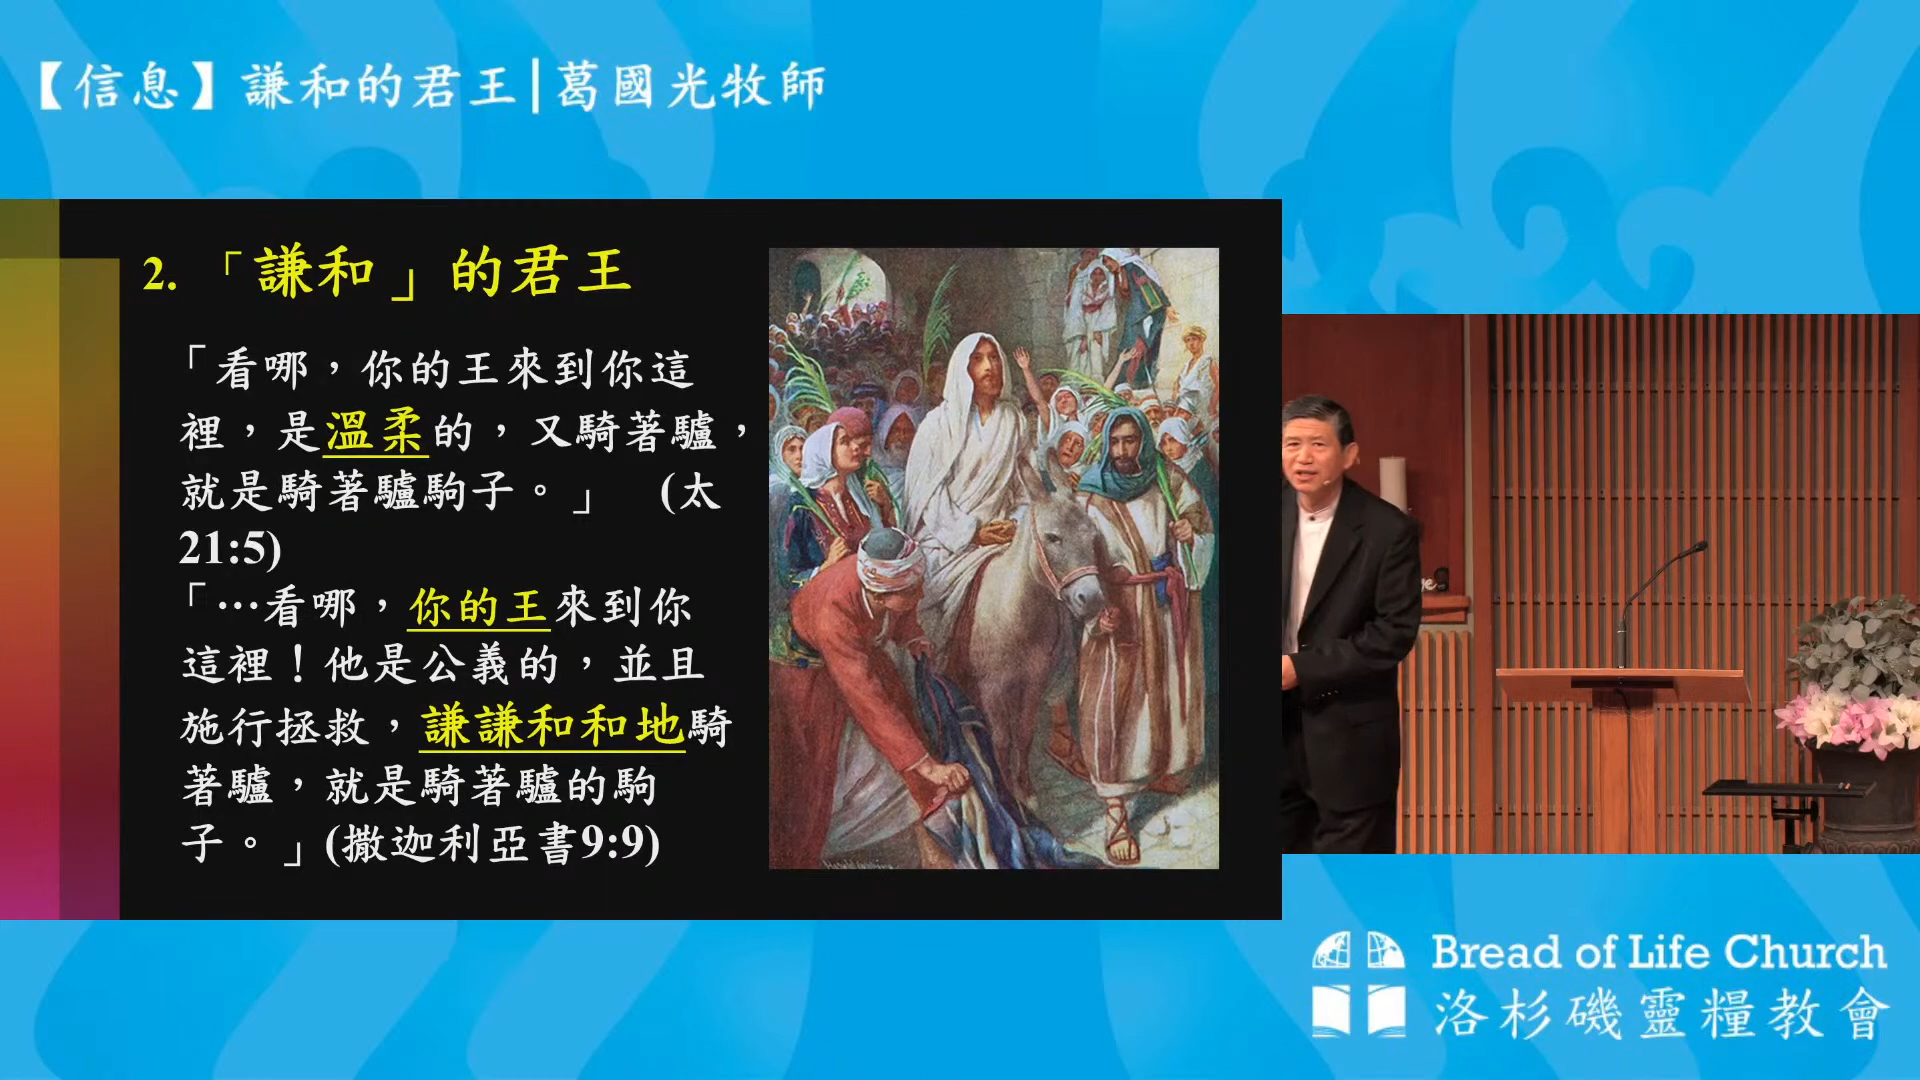 【信息】謙和的君王|葛國光牧師
2. 「謙和」的君王
「看哪，你的王來到你這
裡，是溫柔的，又騎著驢，
就是騎著驢駒子。」 (太
21:5)
「…看哪，你的王來到你
這裡！他是公義的，並且
施行拯救，謙謙和和地騎
著驢，就是騎著驢的駒
子。」(撒迦利亞書9:9)
Bread of Life Church
洛杉磯靈糧教會